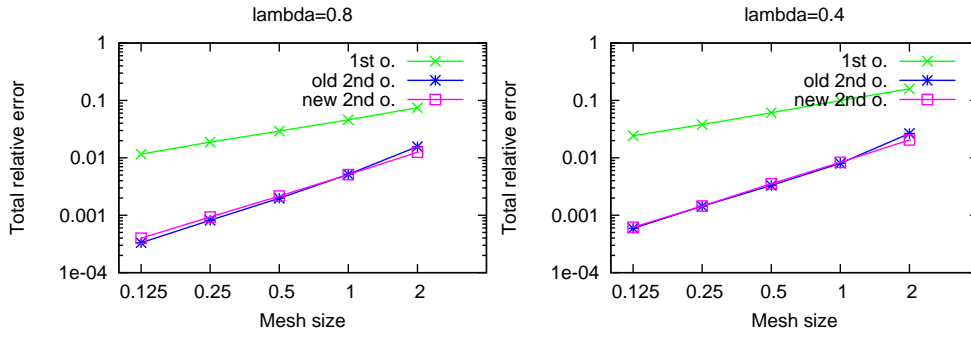 lambda=0.8
1
0.1
0.01
0.001
1e-04
Total relative error
1st o.
old 2nd o.
new 2nd o.
0.125 0.25 0.5 1 2
Mesh size
lambda=0.4
1
0.1
0.01
0.001
1e-04
Total relative error
1st o.
old 2nd o.
new 2nd o.
0.125 0.25 0.5 1 2
Mesh size